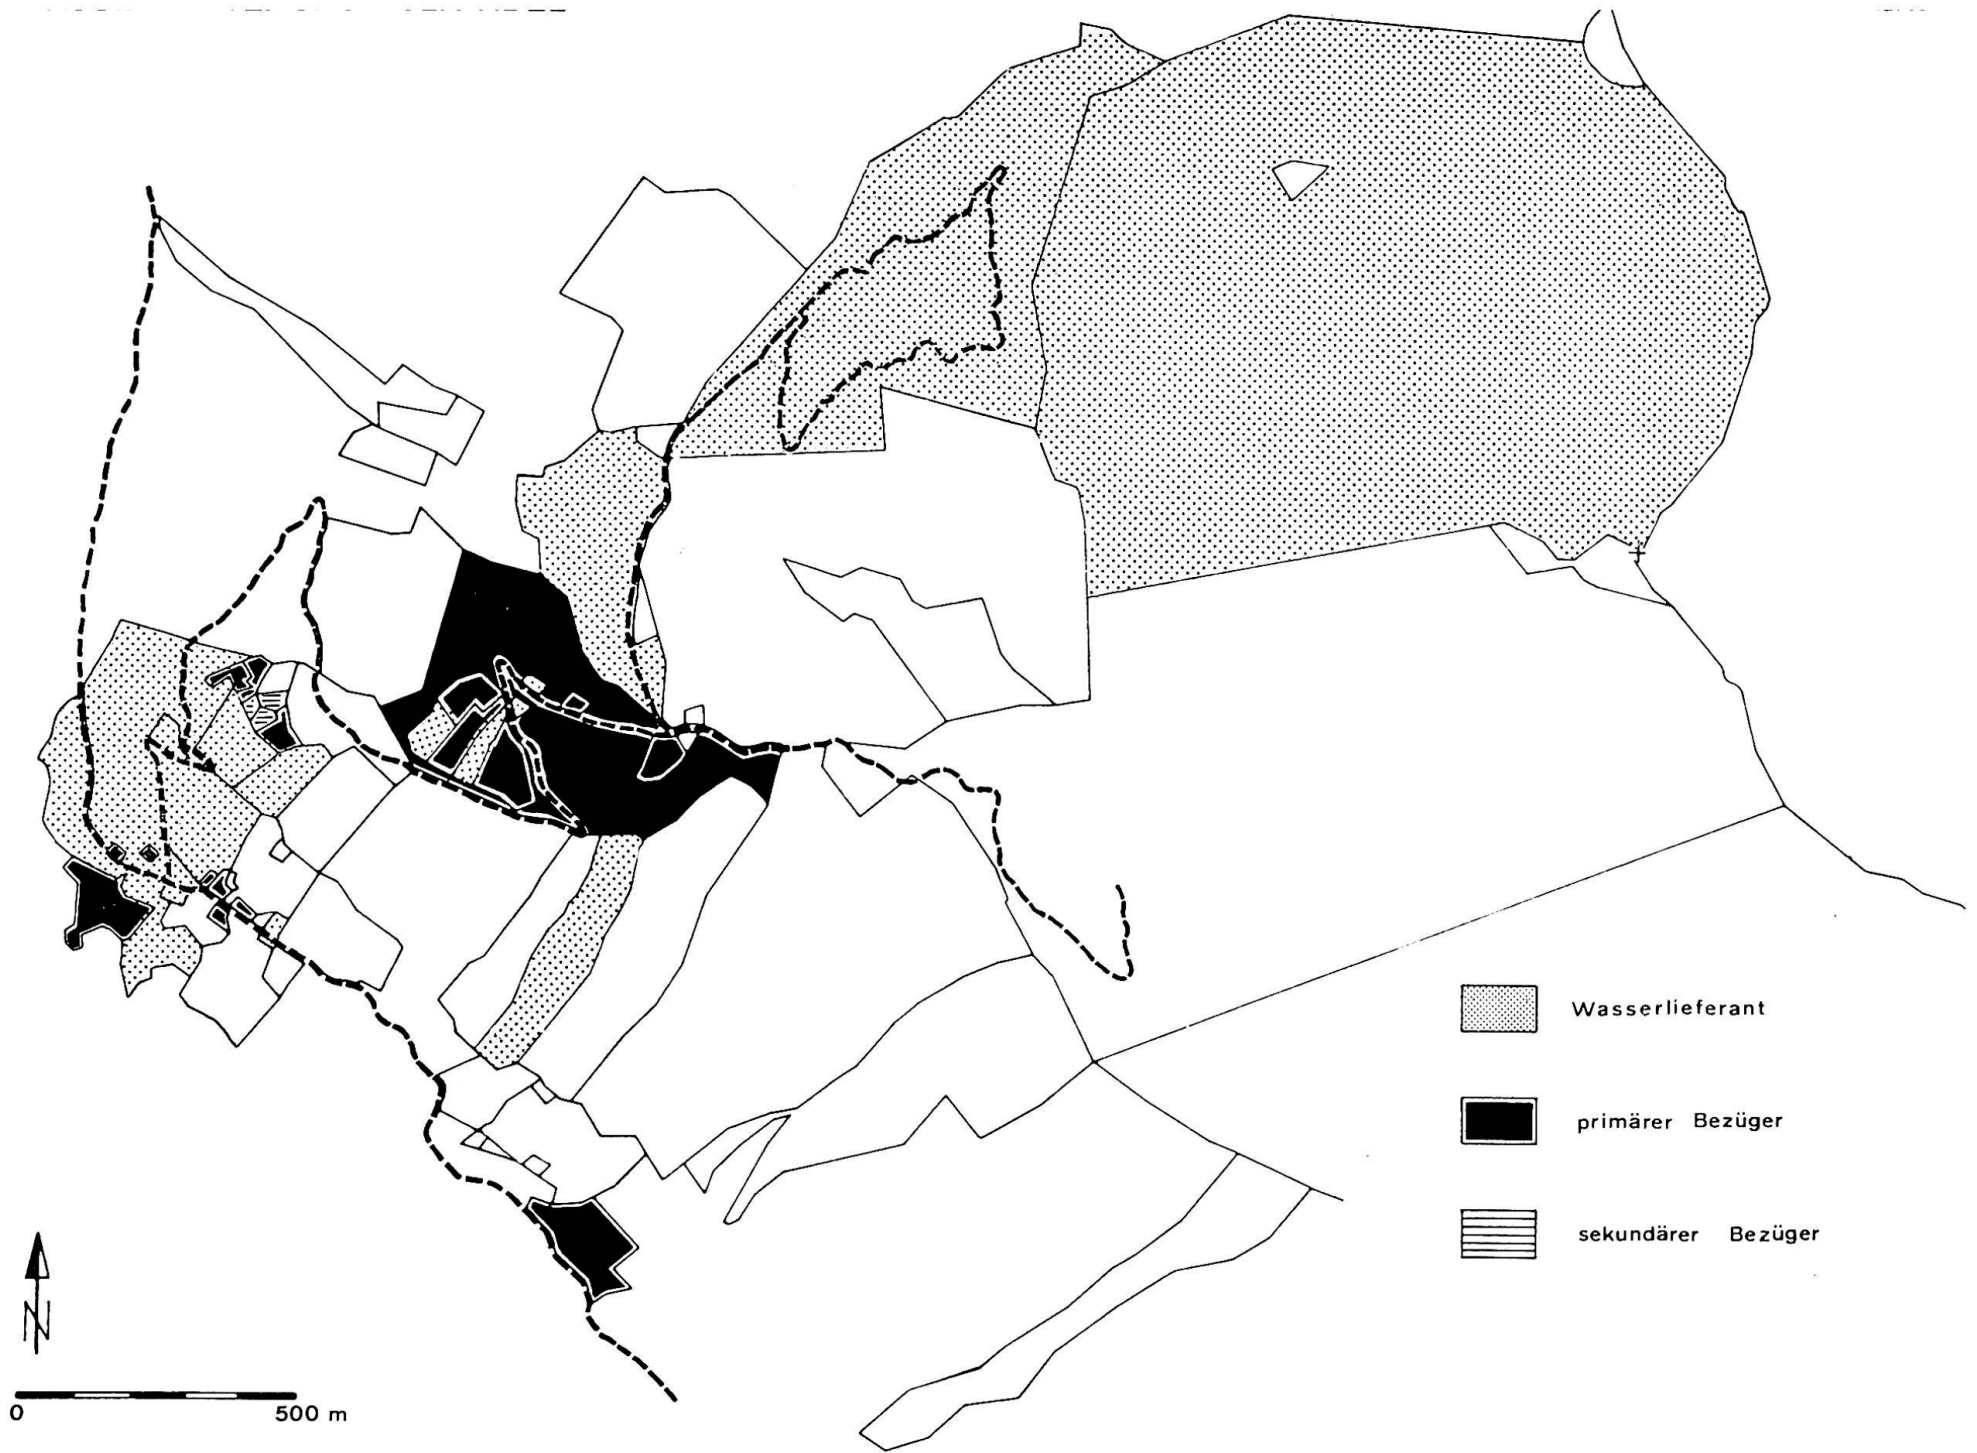 Wasserlieferant
primärer Bezüger
sekundärer Bezüger
N
0 500 m